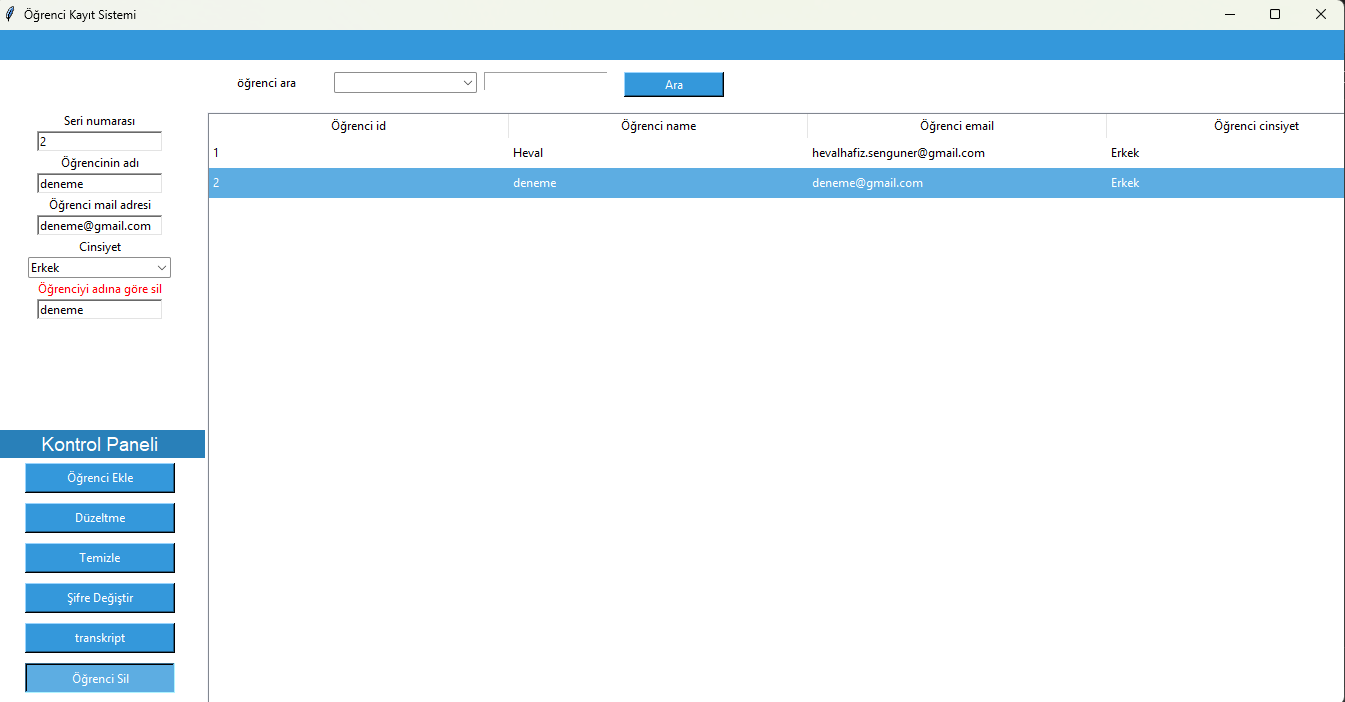 Öğrenci Kayıt Sistemi
öğrenci ara
Ara
Seri numarası
2
Öğrencinin adı
deneme
Öğrenci mail adresi
deneme@gmail.com
Cinsiyet
Erkek
Öğrenciyi adına göre sil
deneme
Öğrenci id Öğrenci name Öğrenci email Öğrenci cinsiyet
1 Heval hevalhafiz.senguner@gmail.com Erkek
2 deneme deneme@gmail.com Erkek
Kontrol Paneli
Öğrenci Ekle
Düzeltme
Temizle
Şifre Değiştir
transkript
Öğrenci Sil